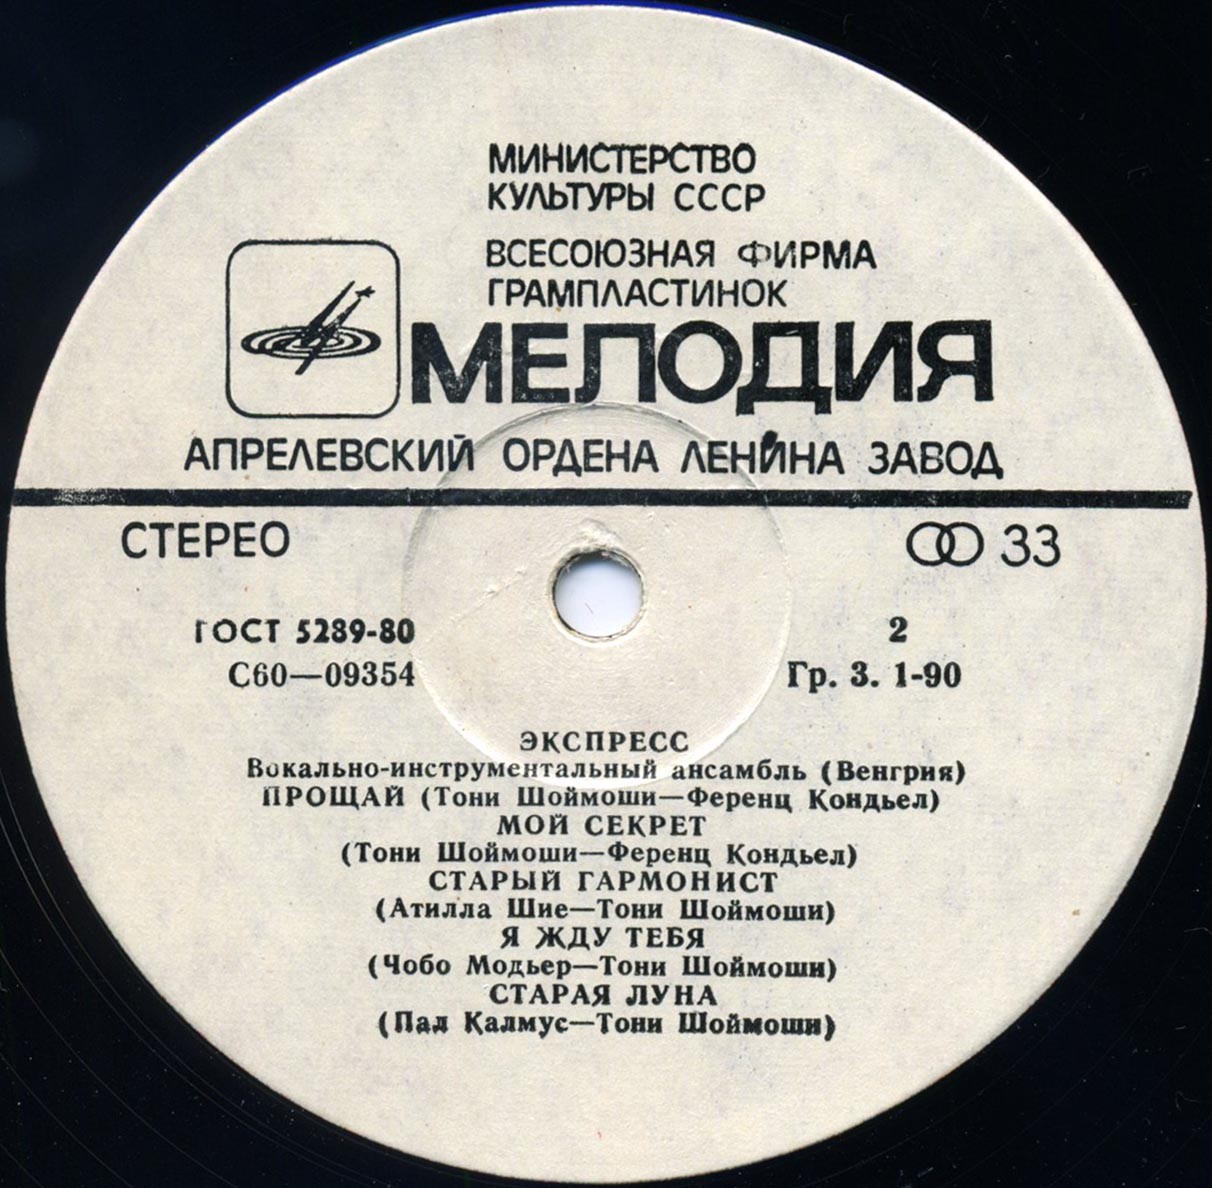 МИНИСТЕРСТВО
КУЛЬТУРЫ СССР
ВСЕСОЮЗНАЯ ФИРМА
ГРАМПЛАСТИНОК
МЕЛОДИЯ
АПРЕЛЕВСКИЙ ОРДЕНА ЛЕНИНА ЗАВОД
СТЕРЕО 33
ГОСТ 5289-80 2
С60—09354 Гр. 3. 1-90
ЭКСПРЕСС
Вокально-инструментальный ансамбль (Венгрия)
ПРОЩАЙ (Тони Шоймоши—Ференц Кондьел)
МОЙ СЕКРЕТ
(Тони Шоймоши—Ференц Кондьел)
СТАРЫЙ ГАРМОНИСТ
(Атилла Шие—Тони Шоймоши)
Я ЖДУ ТЕБЯ
(Чобо Модьер—Тони Шоймоши)
СТАРАЯ ЛУНА
(Пал Калмус—Тони Шоймоши)